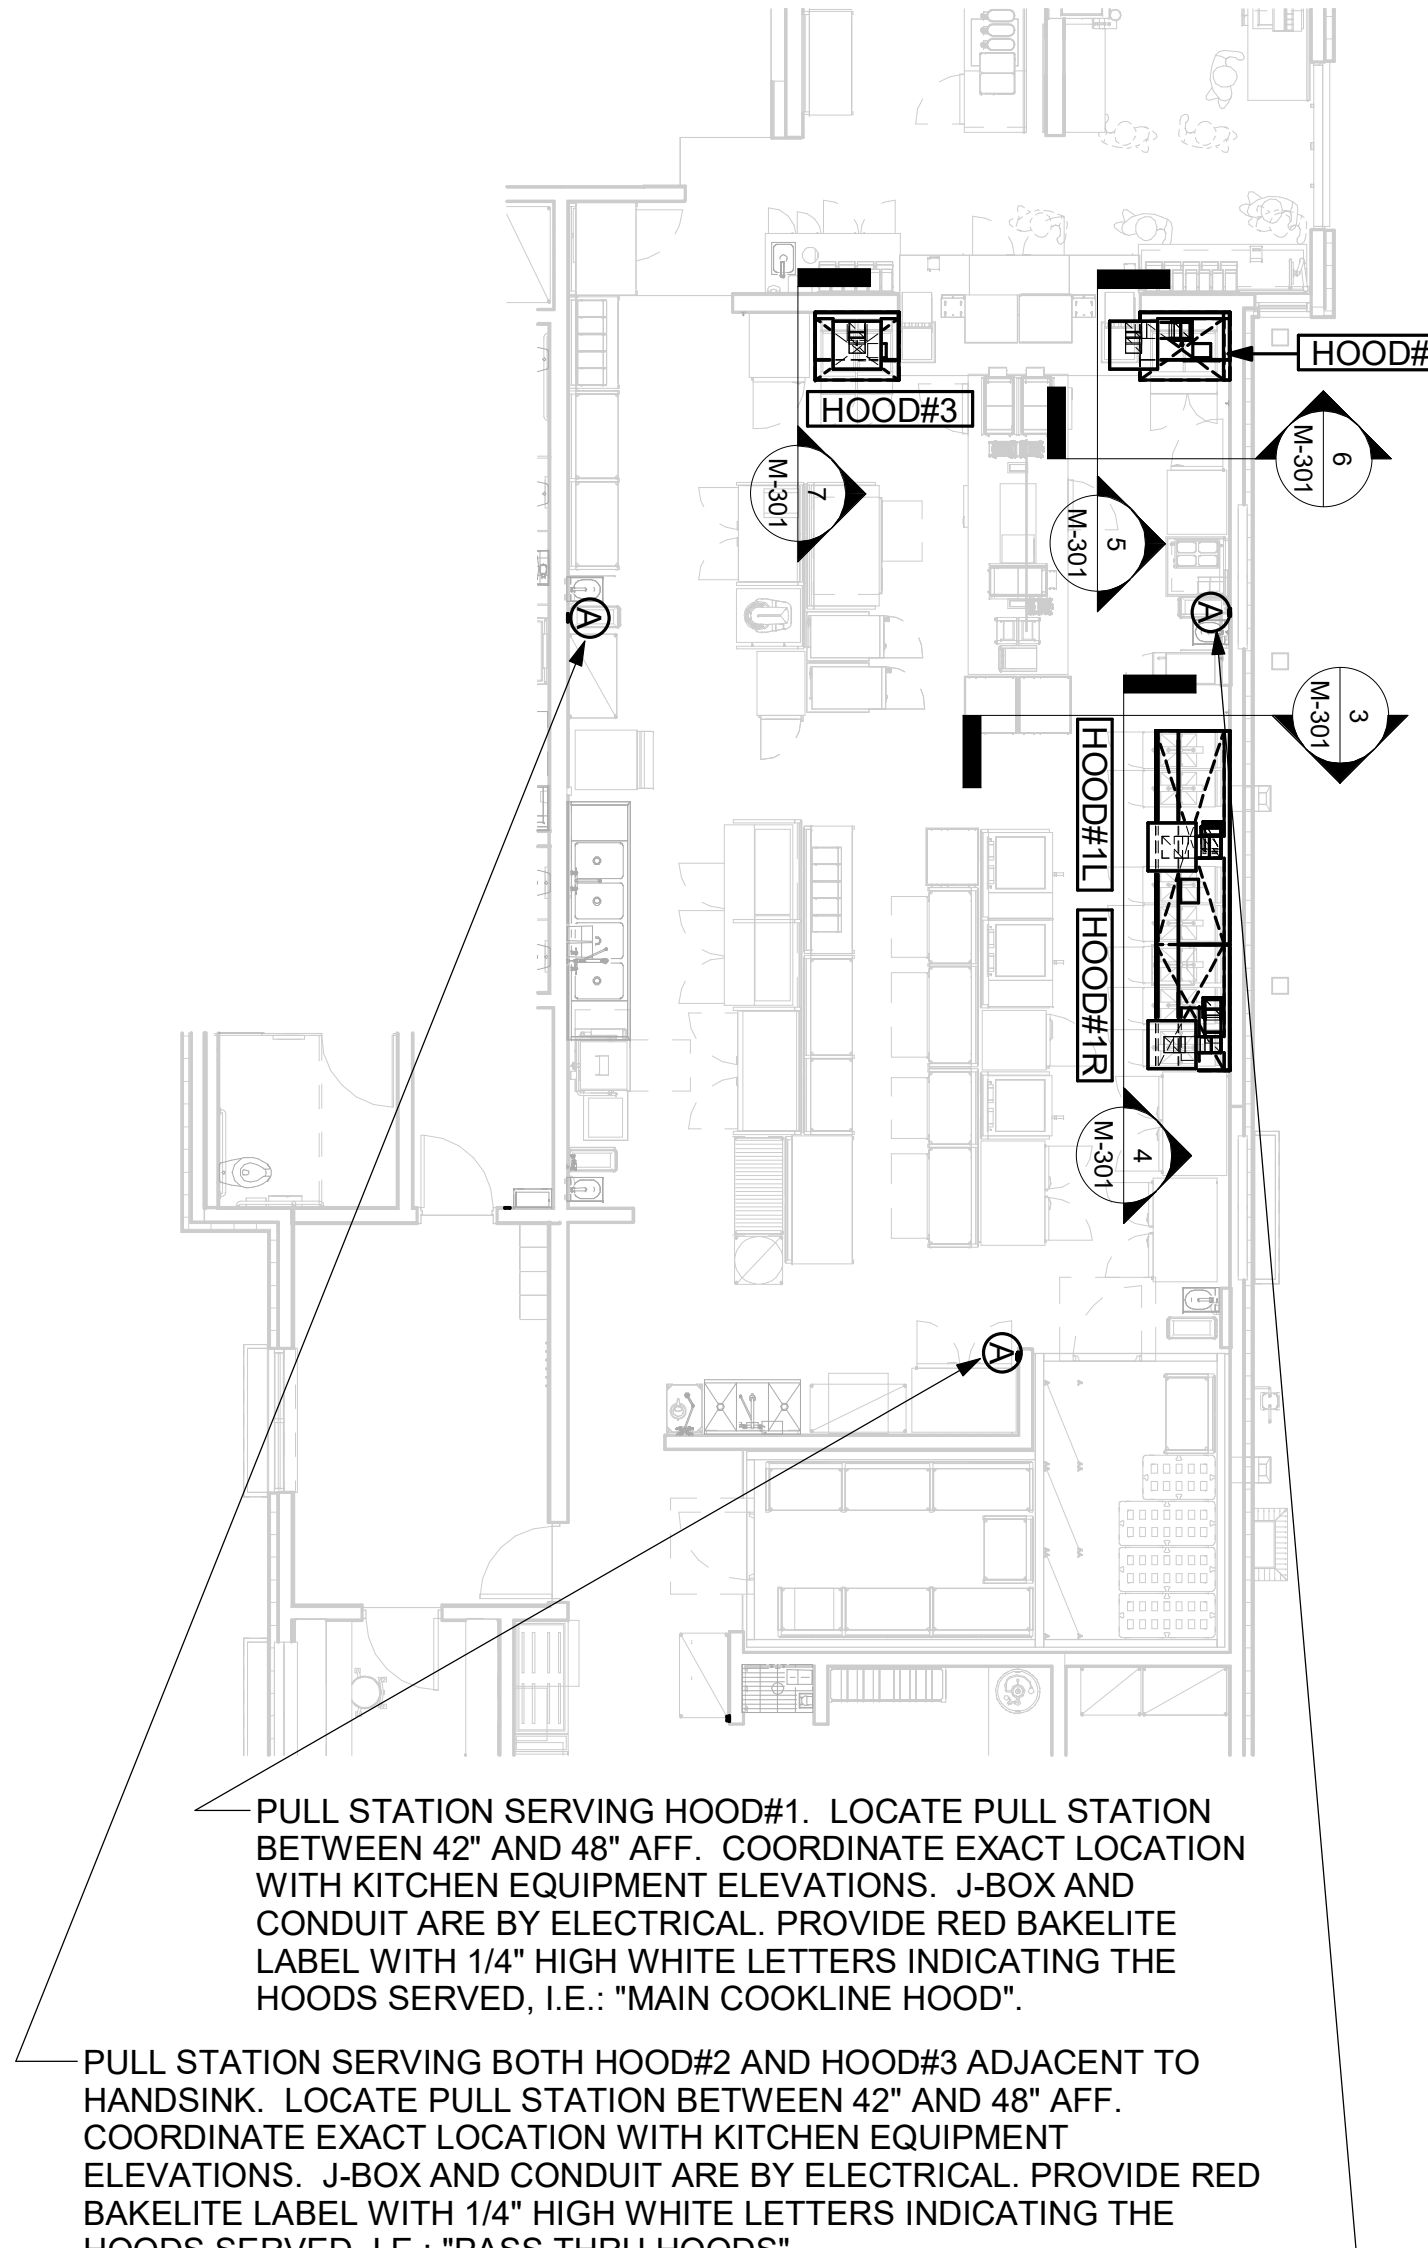 HOOD#
HOOD#3
6
M-301
7
M-301
5
M-301
A
A
3
M-301
HOOD#1L
HOOD#1R
4
M-301
A
PULL STATION SERVING HOOD#1. LOCATE PULL STATION
BETWEEN 42" AND 48" AFF. COORDINATE EXACT LOCATION
WITH KITCHEN EQUIPMENT ELEVATIONS. J-BOX AND
CONDUIT ARE BY ELECTRICAL. PROVIDE RED BAKELITE
LABEL WITH 1/4" HIGH WHITE LETTERS INDICATING THE
HOODS SERVED, I.E.: "MAIN COOKLINE HOOD".
PULL STATION SERVING BOTH HOOD#2 AND HOOD#3 ADJACENT TO
HANDSINK. LOCATE PULL STATION BETWEEN 42" AND 48" AFF.
COORDINATE EXACT LOCATION WITH KITCHEN EQUIPMENT
ELEVATIONS. J-BOX AND CONDUIT ARE BY ELECTRICAL. PROVIDE RED
BAKELITE LABEL WITH 1/4" HIGH WHITE LETTERS INDICATING THE
HOODS SERVED, I.E.: "PASS THRU HOODS"